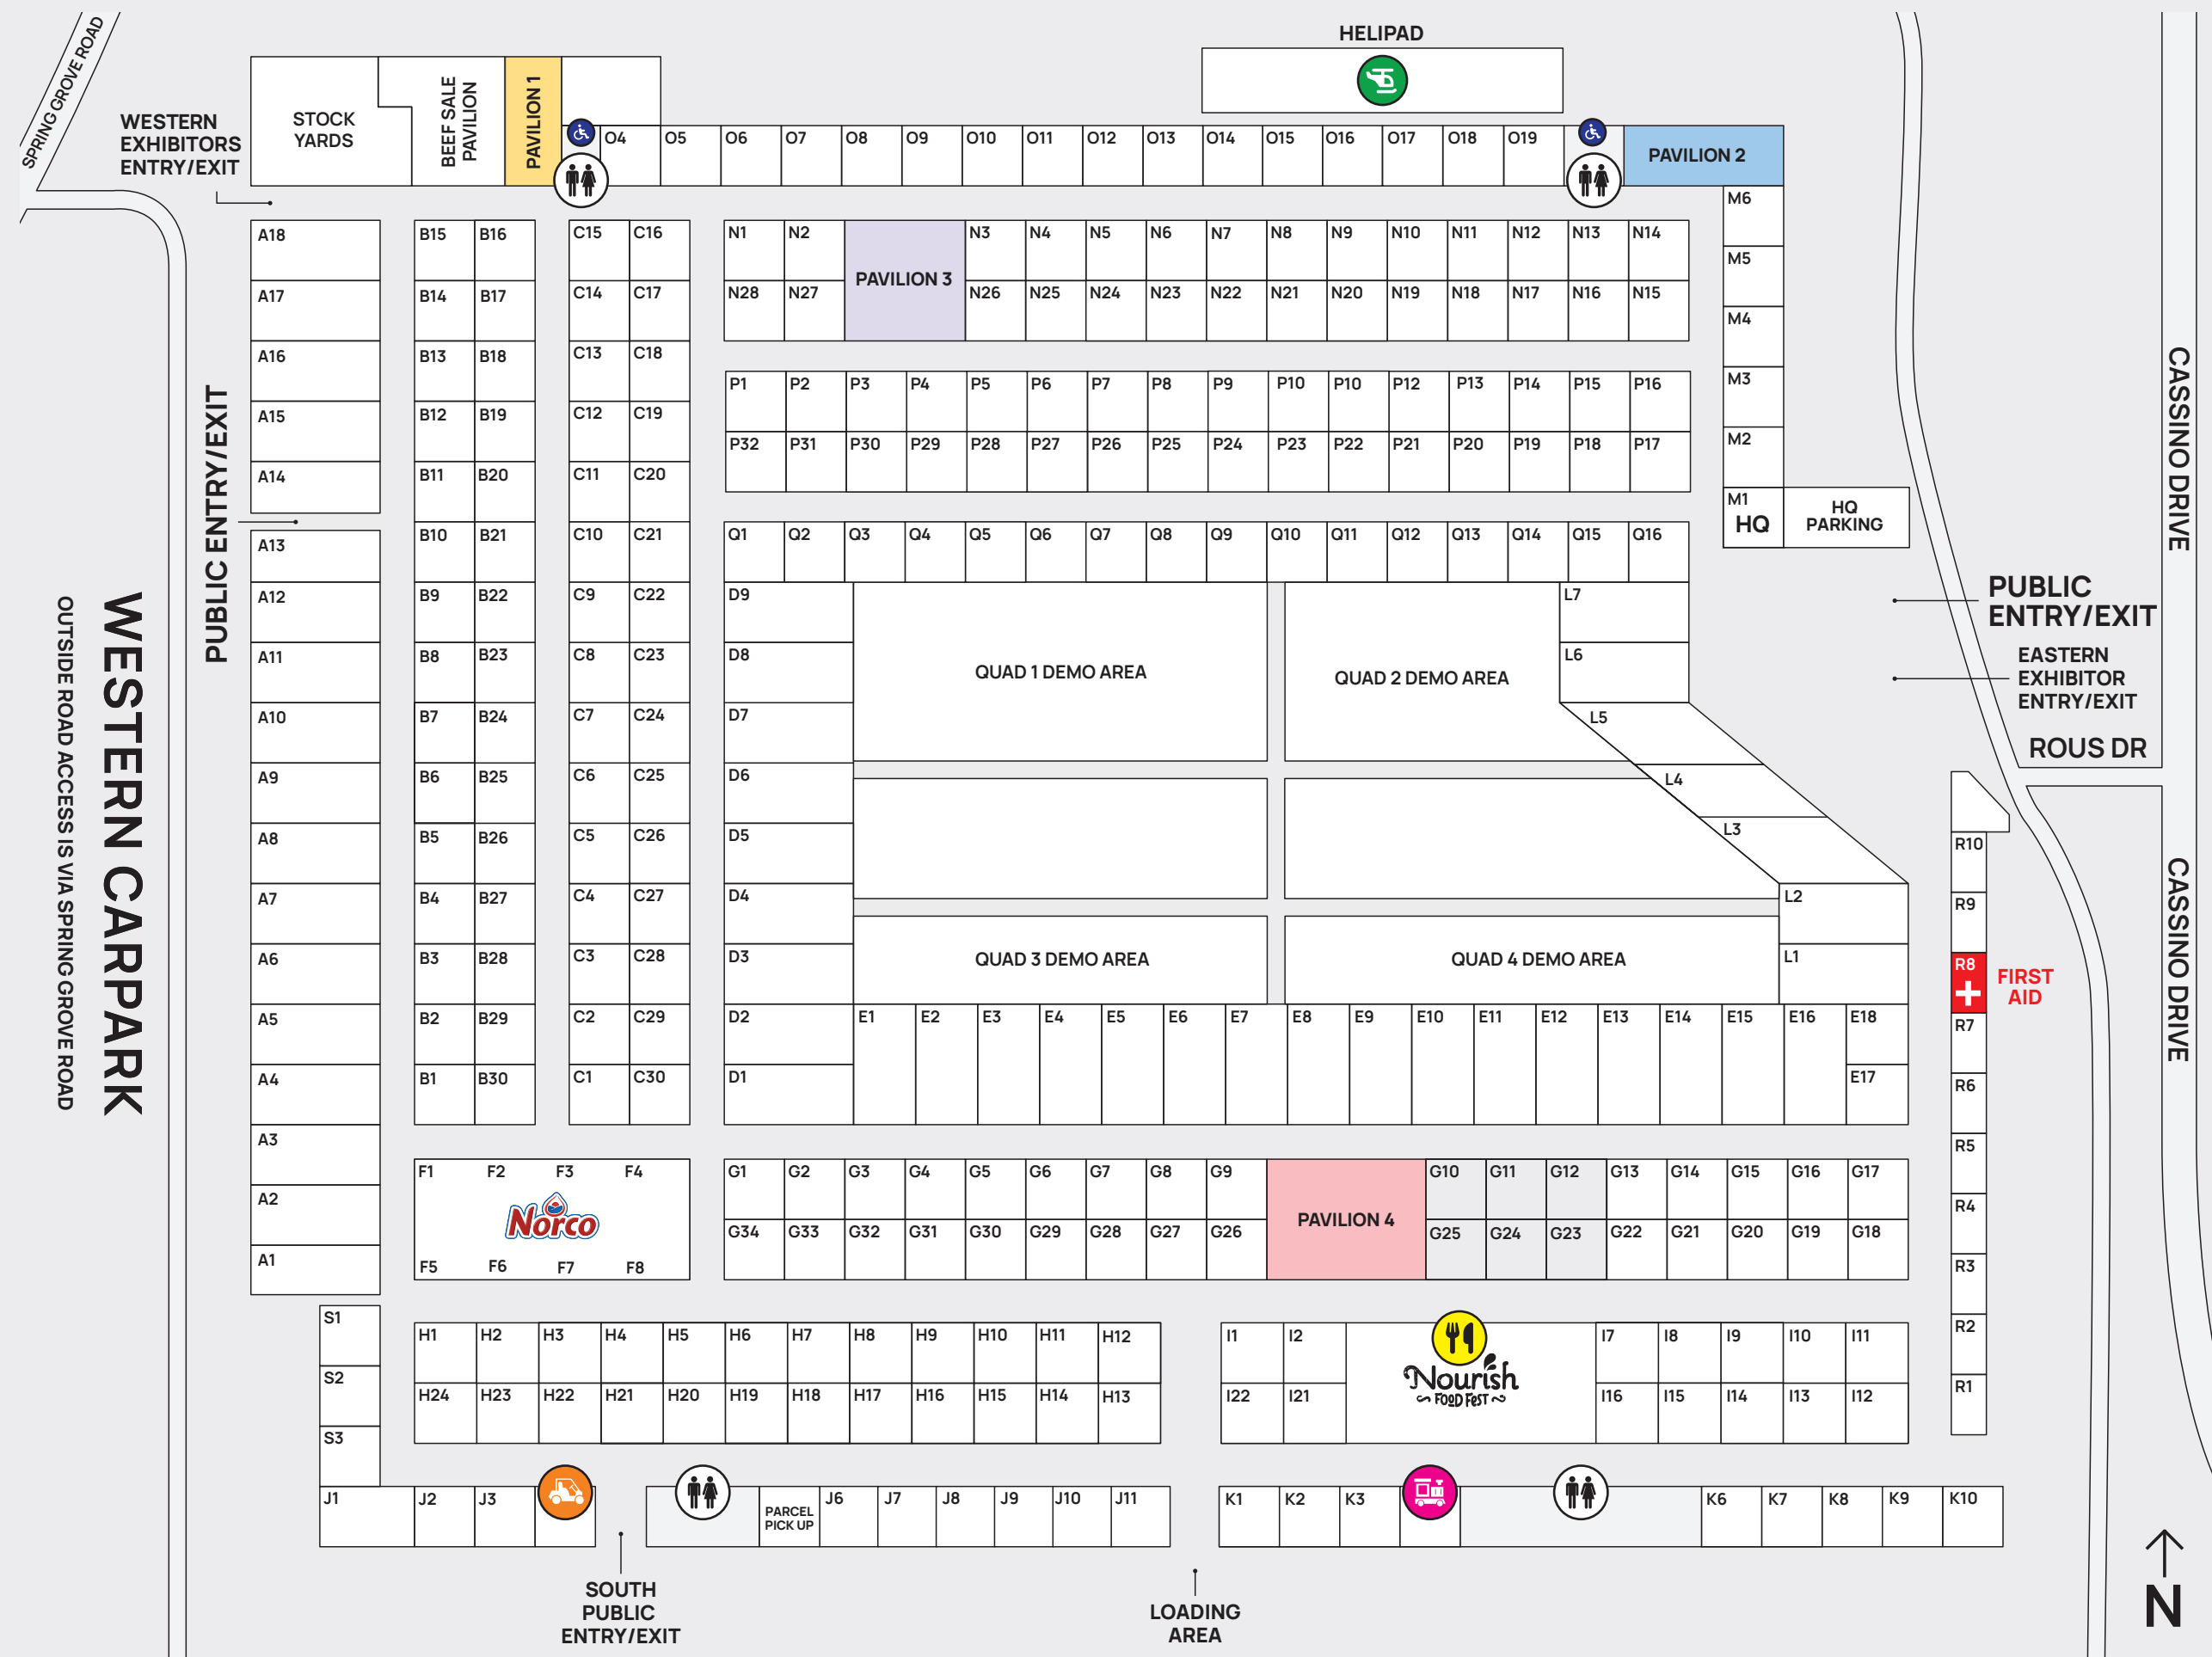 HELIPAD
SPRING GROVE ROAD
WESTERN
EXHIBITORS
ENTRY/EXIT
STOCK
YARDS
BEEF SALE
PAVILION
PAVILION 1
O4 O5 O6 O7 O8 O9 O10 O11 O12 O13 O14 O15 O16 O17 O18 O19
PAVILION 2
M6
M5
M4
M3
M2
M1
HQ
HQ
PARKING
A18
A17
A16
A15
A14
A13
A12
A11
A10
A9
A8
A7
A6
A5
A4
A3
A2
A1
B15 B16
B14 B17
B13 B18
B12 B19
B11 B20
B10 B21
B9 B22
B8 B23
B7 B24
B6 B25
B5 B26
B4 B27
B3 B28
B2 B29
B1 B30
C15 C16
C14 C17
C13 C18
C12 C19
C11 C20
C10 C21
C9 C22
C8 C23
C7 C24
C6 C25
C5 C26
C4 C27
C3 C28
C2 C29
C1 C30
N1 N2 PAVILION 3 N3 N4 N5 N6 N7 N8 N9 N10 N11 N12 N13 N14
N28 N27 N26 N25 N24 N23 N22 N21 N20 N19 N18 N17 N16 N15
P1 P2 P3 P4 P5 P6 P7 P8 P9 P10 P10 P12 P13 P14 P15 P16
P32 P31 P30 P29 P28 P27 P26 P25 P24 P23 P22 P21 P20 P19 P18 P17
Q1 Q2 Q3 Q4 Q5 Q6 Q7 Q8 Q9 Q10 Q11 Q12 Q13 Q14 Q15 Q16
D9
D8
D7
D6
D5
D4
D3
D2
D1
QUAD 1 DEMO AREA
QUAD 2 DEMO AREA
QUAD 3 DEMO AREA
QUAD 4 DEMO AREA
L7
L6
L5
L4
L3
L2
L1
E1 E2 E3 E4 E5 E6 E7 E8 E9 E10 E11 E12 E13 E14 E15 E16 E18
E17
F1 F2 F3 F4
Norco
F5 F6 F7 F8
G1 G2 G3 G4 G5 G6 G7 G8 G9 PAVILION 4 G10 G11 G12 G13 G14 G15 G16 G17
G34 G33 G32 G31 G30 G29 G28 G27 G26 G25 G24 G23 G22 G21 G20 G19 G18
S1
S2
S3
H1 H2 H3 H4 H5 H6 H7 H8 H9 H10 H11 H12
H24 H23 H22 H21 H20 H19 H18 H17 H16 H15 H14 H13
I1 I2 I7 I8 I9 I10 I11
I22 I21 I16 I15 I14 I13 I12
Nourish
FOOD FEST
J1 J2 J3
PARCEL
PICK UP
J6 J7 J8 J9 J10 J11
K1 K2 K3 K6 K7 K8 K9 K10
R10
R9
R8
R7
R6
R5
R4
R3
R2
R1
FIRST
AID
PUBLIC ENTRY/EXIT
WESTERN CARPARK
OUTSIDE ROAD ACCESS IS VIA SPRING GROVE ROAD
PUBLIC
ENTRY/EXIT
EASTERN
EXHIBITOR
ENTRY/EXIT
ROUS DR
CASSINO DRIVE
CASSINO DRIVE
SOUTH
PUBLIC
ENTRY/EXIT
LOADING
AREA
N